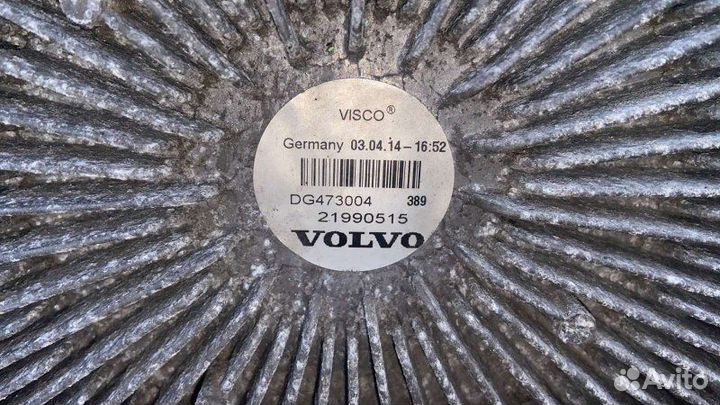 VISCO®
Germany 03.04.14-16:52
DG473004 389
21990515
VOLVO
Avito